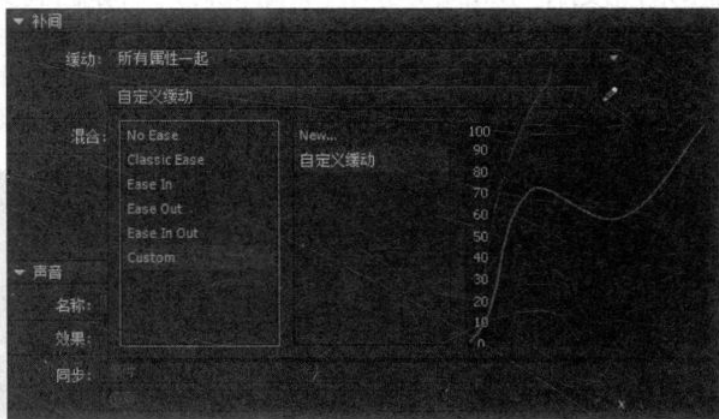 补间
缓动： 所有属性一起
自定义缓动
混合：
No Ease
Classic Ease
Ease In
Ease Out
Ease In Out
Custom
New...
自定义缓动
100
90
80
70
60
50
40
30
20
10
0
声音
名称：
效果：
同步：